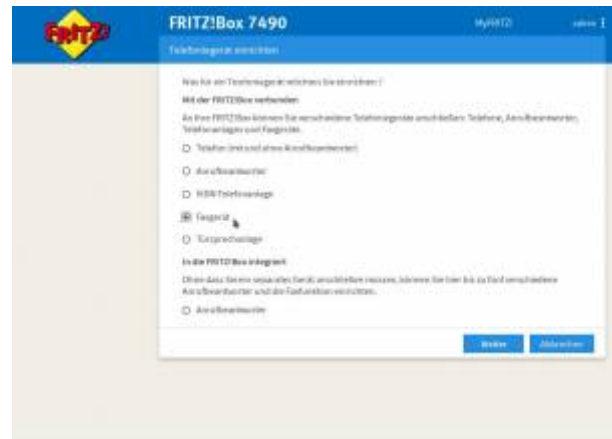 FRITZ!
FRITZ!Box 7490
MyFRITZ!
Telefoniegerät einrichten
Was für ein Telefoniegerät möchten Sie einrichten?
Mit der FRITZ!Box verbunden
An Ihre FRITZ!Box können Sie verschiedene Telefoniegeräte anschließen: Telefone, Anrufbeantworter,
Telefonanlagen und Faxgeräte.
Telefon (mit und ohne Anrufbeantworter)
Anrufbeantworter
ISDN-Telefonanlage
Faxgerät
Türsprechanlage
In die FRITZ!Box integriert
Ohne dass Sie ein separates Gerät anschließen müssen, können Sie hier bis zu fünf verschiedene
Anrufbeantworter und die Faxfunktion einrichten.
Anrufbeantworter
Weiter
Abbrechen